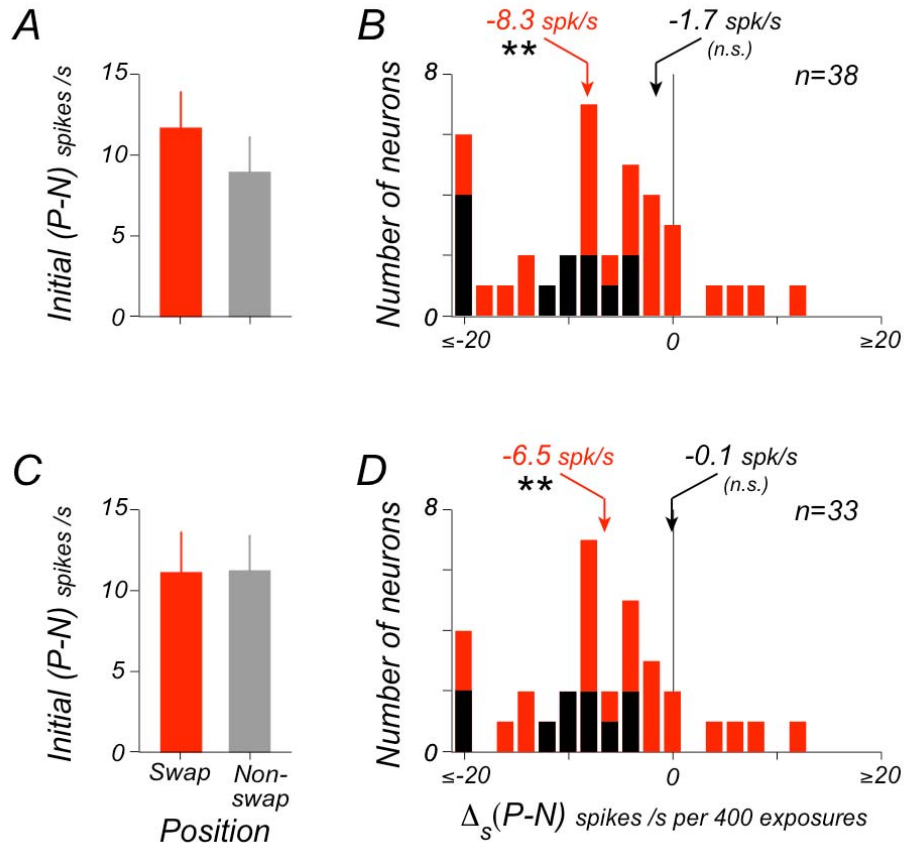 A
Initial (P-N) spikes /s
15
10
5
0
B
-8.3 spk/s
**
-1.7 spk/s
(n.s.)
n=38
Number of neurons
8
0
≤-20
0
≥20
C
Initial (P-N) spikes /s
15
10
5
0
Swap
Non-
swap
Position
D
-6.5 spk/s
**
-0.1 spk/s
(n.s.)
n=33
Number of neurons
8
0
≤-20
0
≥20
Δs(P-N) spikes /s per 400 exposures